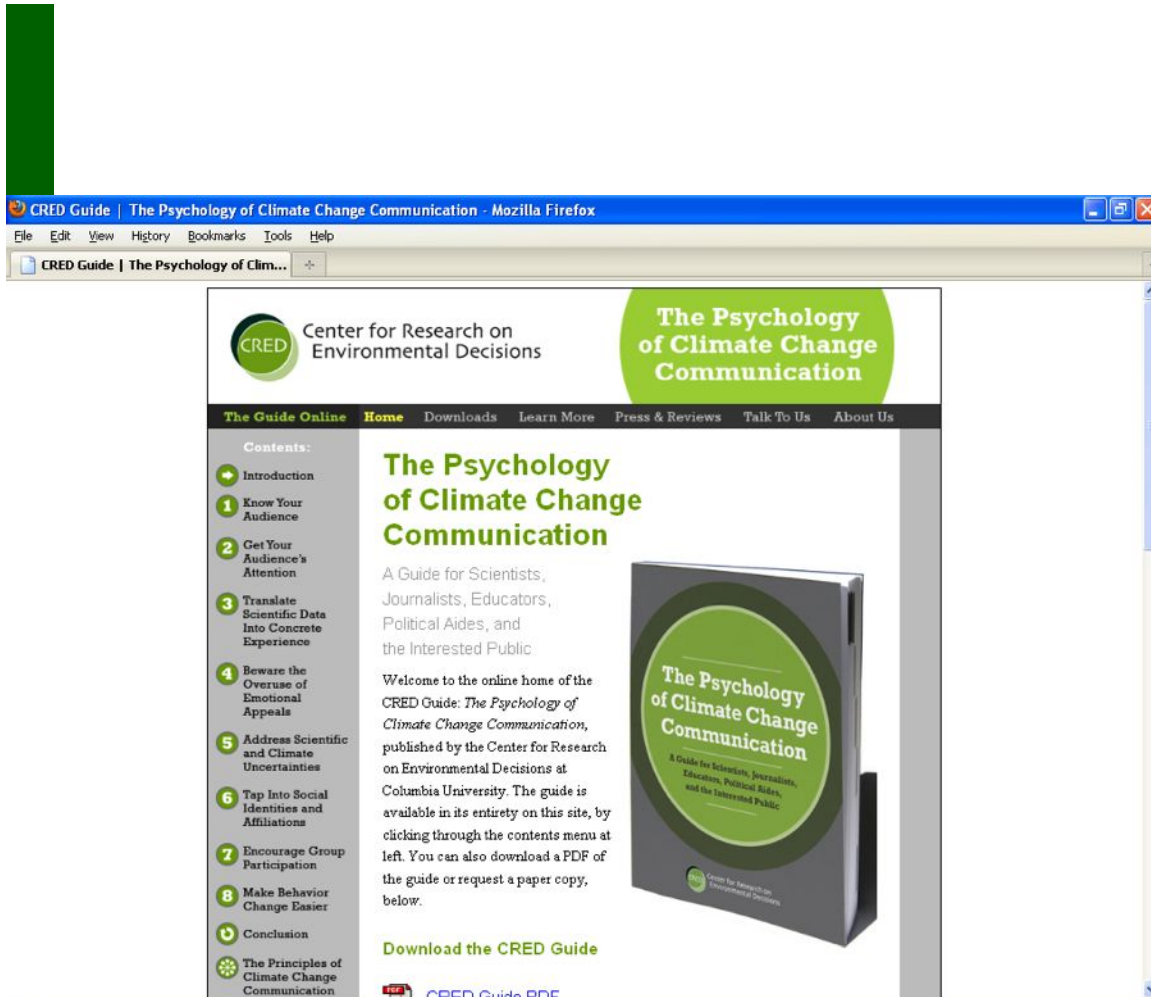 CRED Guide | The Psychology of Climate Change Communication - Mozilla Firefox
File Edit View History Bookmarks Tools Help
CRED Guide | The Psychology of Clim...
CRED
Center for Research on
Environmental Decisions
The Psychology
of Climate Change
Communication
The Guide Online Home Downloads Learn More Press & Reviews Talk To Us About Us
Contents:
Introduction
1 Know Your
Audience
2 Get Your
Audience's
Attention
3 Translate
Scientific Data
Into Concrete
Experience
4 Beware the
Overuse of
Emotional
Appeals
5 Address Scientific
and Climate
Uncertainties
6 Tap Into Social
Identities and
Affiliations
7 Encourage Group
Participation
8 Make Behavior
Change Easier
Conclusion
The Principles of
Climate Change
Communication
The Psychology
of Climate Change
Communication
A Guide for Scientists,
Journalists, Educators,
Political Aides, and
the Interested Public
Welcome to the online home of the
CRED Guide: The Psychology of
Climate Change Communication,
published by the Center for Research
on Environmental Decisions at
Columbia University. The guide is
available in its entirety on this site, by
clicking through the contents menu at
left. You can also download a PDF of
the guide or request a paper copy,
below.
Download the CRED Guide
PDF
CRED Guide PDF
The Psychology
of Climate Change
Communication
A Guide for Scientists, Journalists,
Educators, Political Aides,
and the Interested Public
CRED
Center for Research on
Environmental Decisions